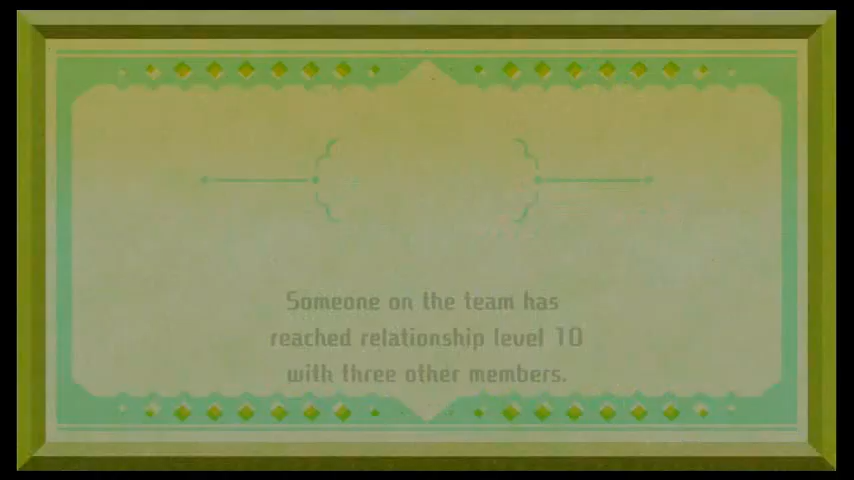 Someone on the team has
reached relationship level 10
with three other members.